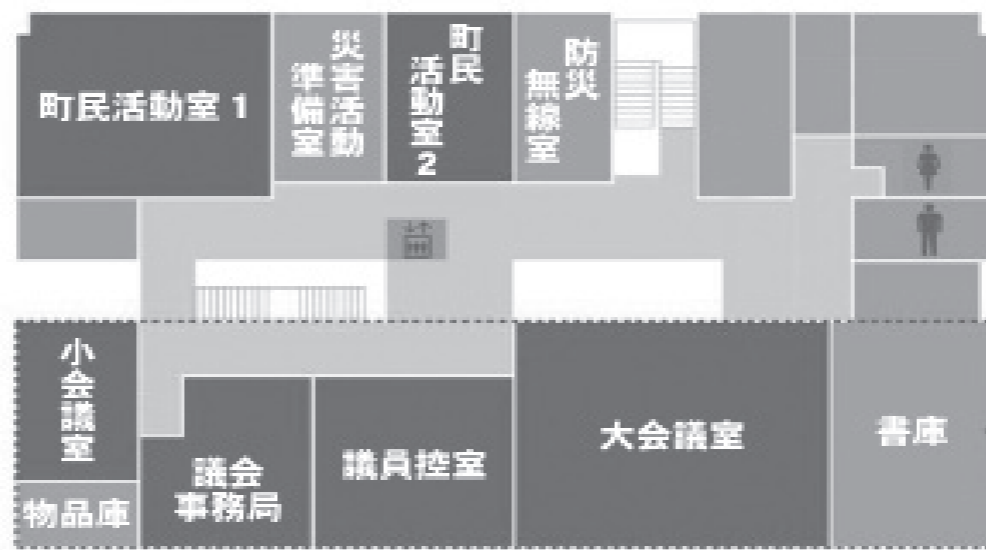 町民活動室 1
災害活動
準備室
町民
活動室2
防災
無線室
小会議室
物品庫
議会
事務局
議員控室
大会議室
書庫